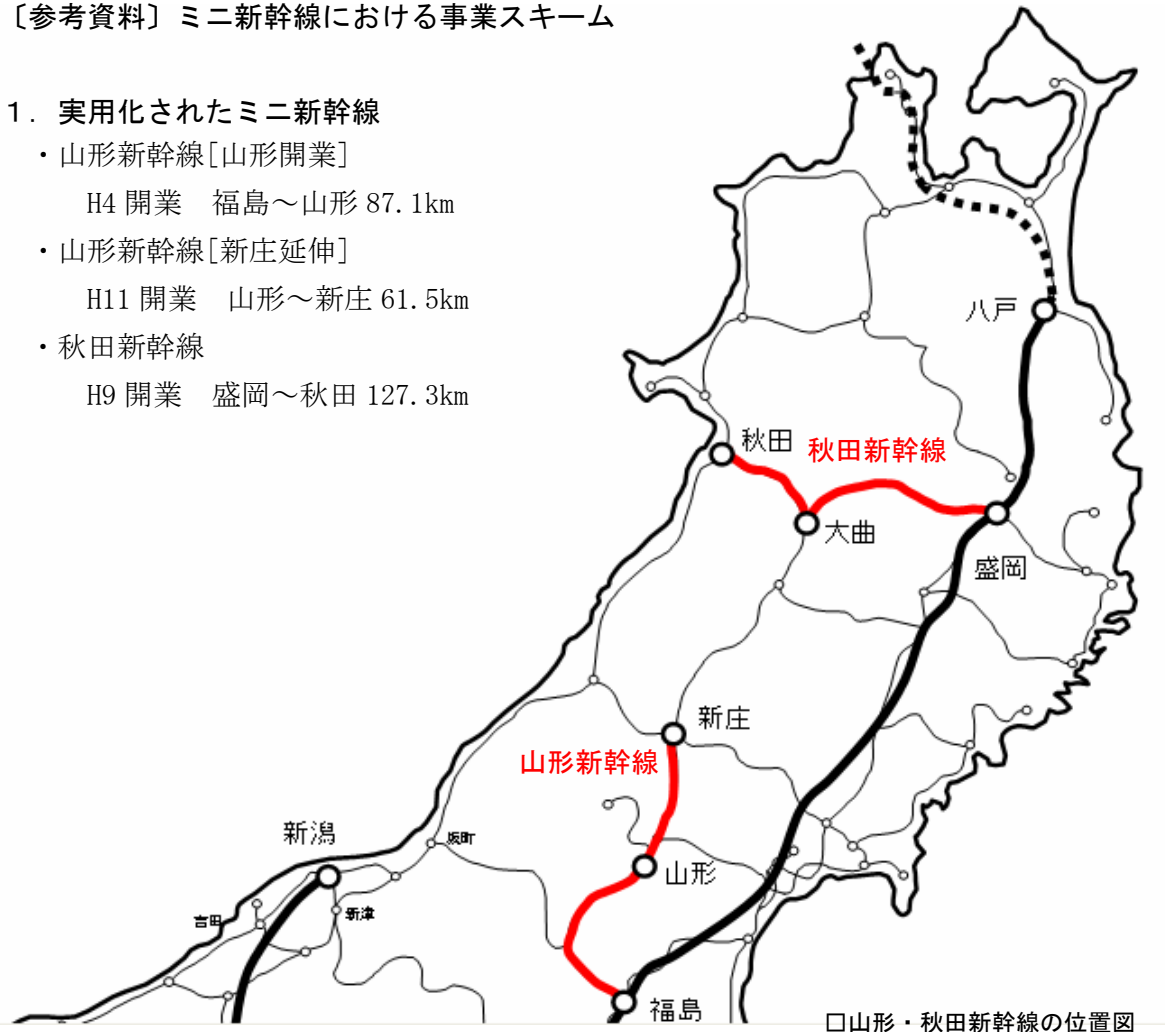 〔参考資料〕ミニ新幹線における事業スキーム
１．実用化されたミニ新幹線
・山形新幹線[山形開業]
H4 開業　福島～山形 87.1km
・山形新幹線[新庄延伸]
H11 開業　山形～新庄 61.5km
・秋田新幹線
H9 開業　盛岡～秋田 127.3km
八戸
秋田
秋田新幹線
大曲
盛岡
新庄
山形新幹線
新潟
坂町
山形
吉田
新津
福島
□山形・秋田新幹線の位置図